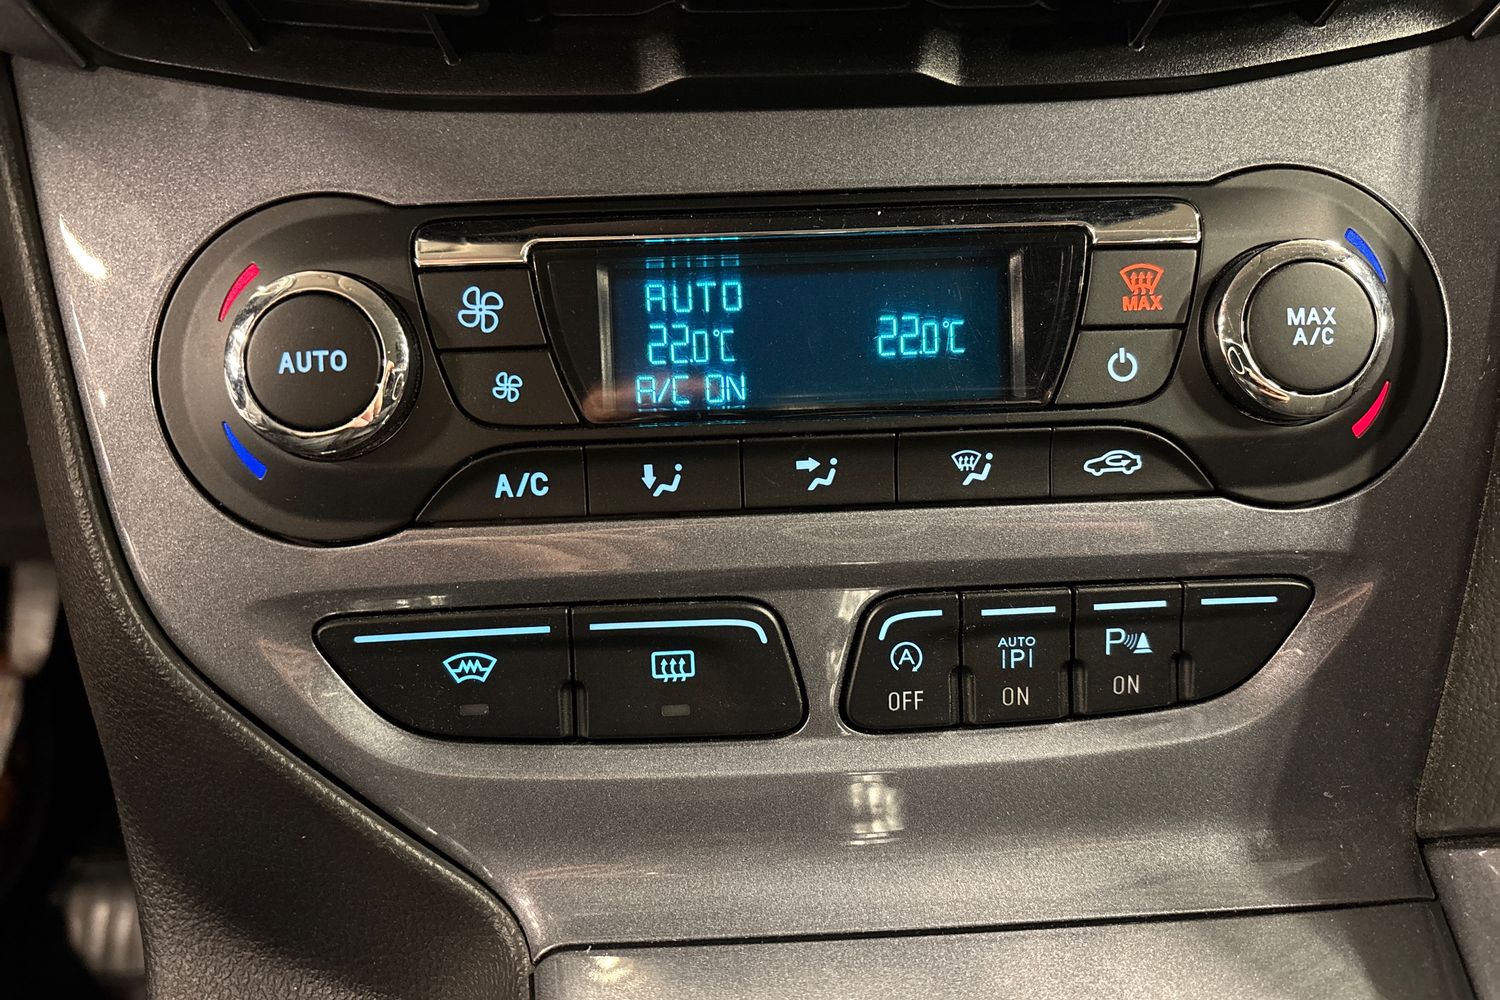 AUTO
22.0°C
22.0°C
A/C ON
MAX
AUTO
MAX
A/C
A/C
A
OFF
AUTO
|P|
ON
P
ON